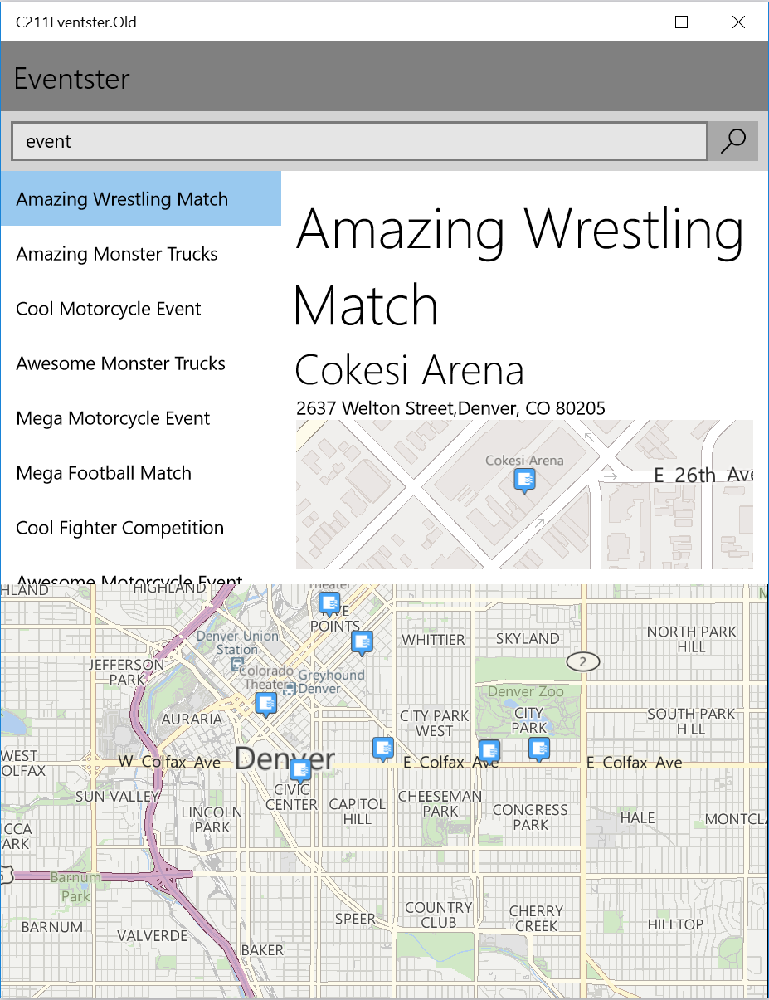 C211Eventster.Old
Eventster
event
Amazing Wrestling Match
Amazing Monster Trucks
Cool Motorcycle Event
Awesome Monster Trucks
Mega Motorcycle Event
Mega Football Match
Cool Fighter Competition
Awesome Motorcycle Event
Amazing Wrestling
Match
Cokesi Arena
2637 Welton Street,Denver, CO 80205
Cokesi Arena
E 26th Ave
HLAND
HIGHLAND
Theater
FIVE
POINTS
Denver Union
Station
WHITTIER
SKYLAND
NORTH PARK
HILL
2
JEFFERSON
PARK
Colorado
Theater
Greyhound
Denver
Denver Zoo
AURARIA
CITY PARK
WEST
CITY
PARK
SOUTH PARK
HILL
WEST
OLFAX
W Colfax Ave
Denver
E Colfax Ave
E Colfax Ave
SUN VALLEY
CIVIC
CENTER
CAPITOL
HILL
CHEESEMAN
PARK
LINCOLN
PARK
CONGRESS
PARK
HALE
MONTCLA
ICCA
ARK
6
Barnum
Park
BARNUM
VALVERDE
SPEER
COUNTRY
CLUB
CHERRY
CREEK
HILLTOP
BAKER